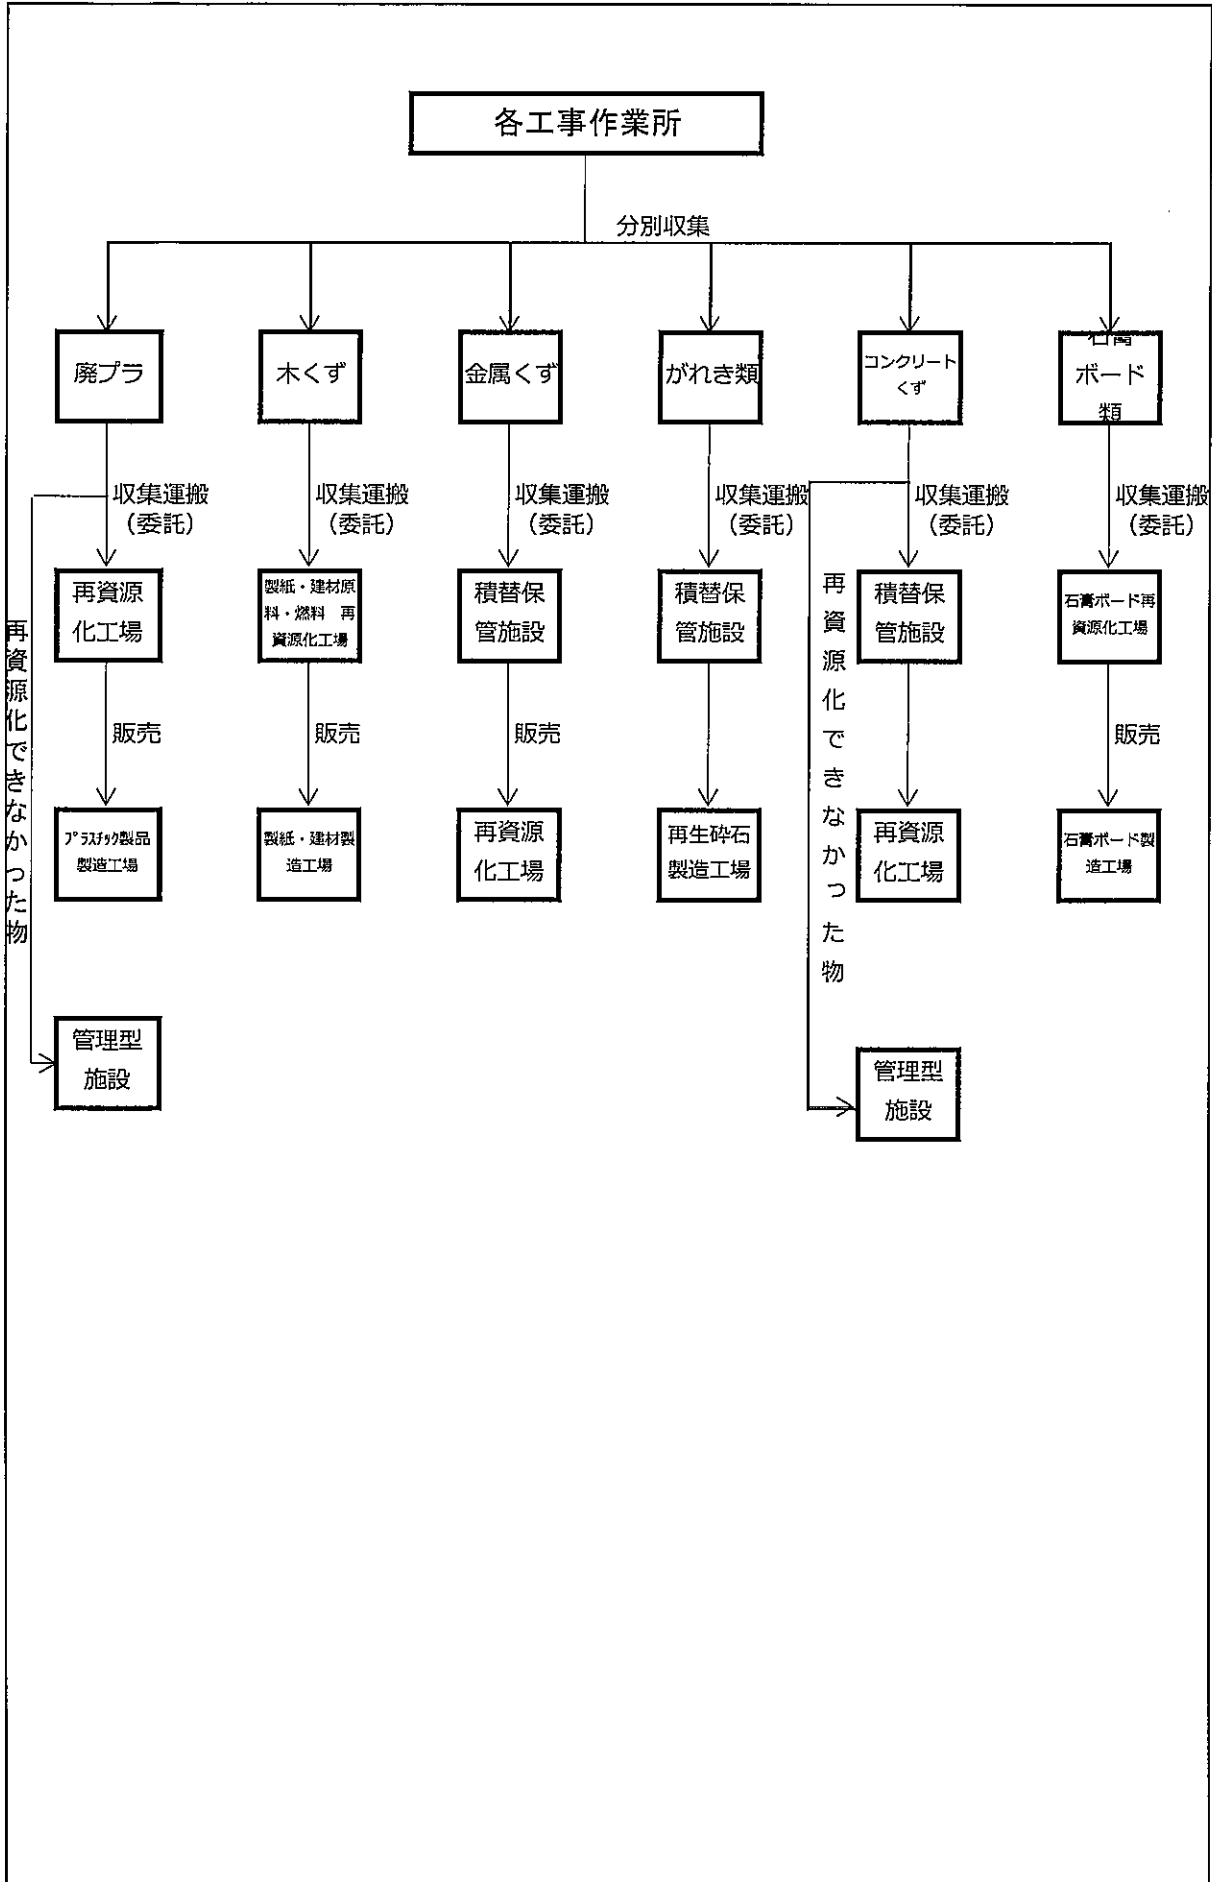 各工事作業所
分別収集
廃プラ
木くず
金属くず
がれき類
コンクリート
くず
石膏
ボード
類
収集運搬
(委託)
収集運搬
(委託)
収集運搬
(委託)
収集運搬
(委託)
収集運搬
(委託)
収集運搬
(委託)
再資源
化工場
製紙・建材原
料・燃料 再
資源化工場
積替保
管施設
積替保
管施設
積替保
管施設
石膏ボード再
資源化工場
再資源化できなかった物
再資源化できなかった物
販売
販売
販売
販売
プラスチック製品
製造工場
製紙・建材製
造工場
再資源
化工場
再生砕石
製造工場
再資源
化工場
石膏ボード製
造工場
管理型
施設
管理型
施設